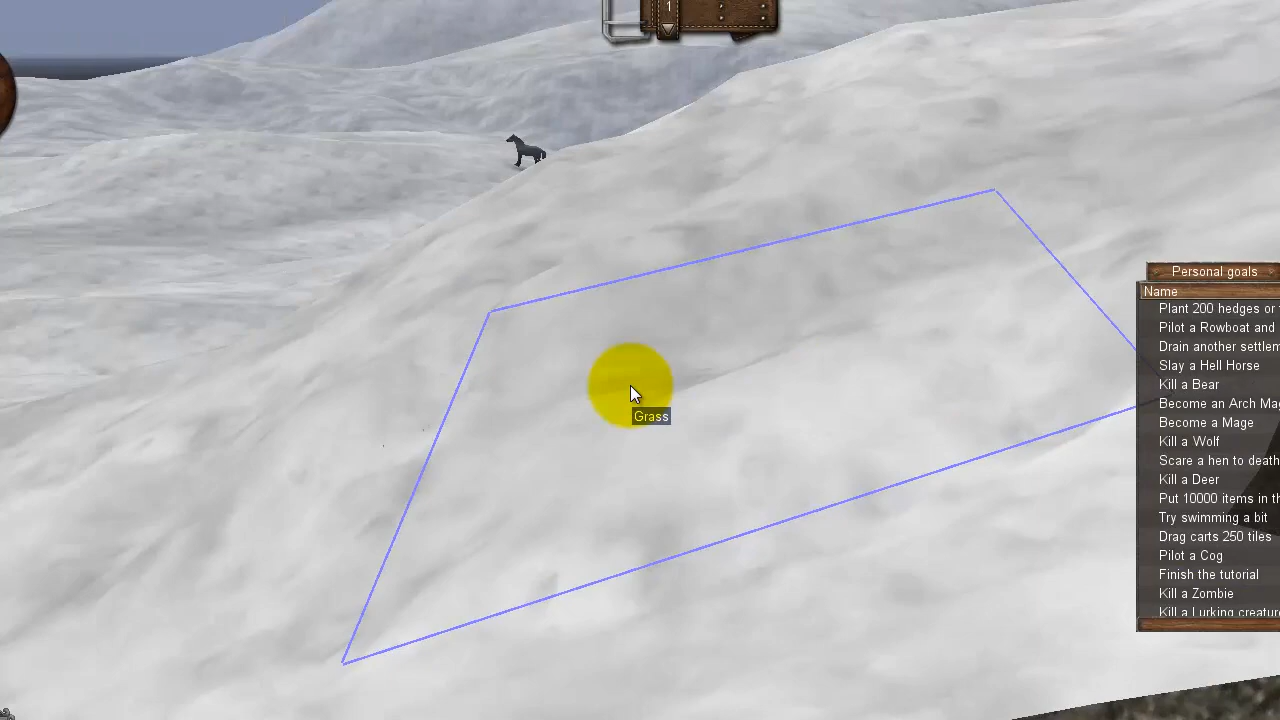 1
Grass
Personal goals
Name
Plant 200 hedges or
Pilot a Rowboat and
Drain another settlem
Slay a Hell Horse
Kill a Bear
Become an Arch Mag
Become a Mage
Kill a Wolf
Scare a hen to death
Kill a Deer
Put 10000 items in th
Try swimming a bit
Drag carts 250 tiles
Pilot a Cog
Finish the tutorial
Kill a Zombie
Kill a Lurking creature